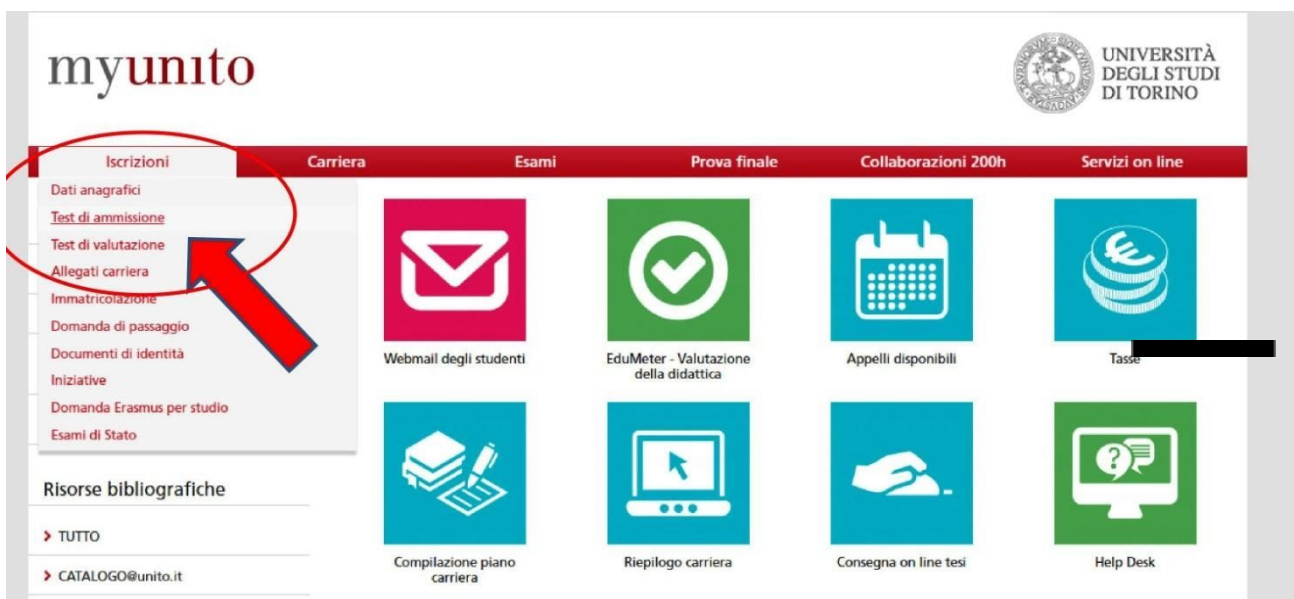 myunito
UNIVERSITÀ
DEGLI STUDI
DI TORINO
Iscrizioni
Carriera
Esami
Prova finale
Collaborazioni 200h
Servizi on line
Dati anagrafici
Test di ammissione
Test di valutazione
Allegati carriera
Immatricolazione
Domanda di passaggio
Documenti di identità
Iniziative
Domanda Erasmus per studio
Esami di Stato
Webmail degli studenti
EduMeter - Valutazione
della didattica
Appelli disponibili
Tasse
Risorse bibliografiche
TUTTO
CATALOGO@unito.it
Compilazione piano
carriera
Riepilogo carriera
Consegna on line tesi
Help Desk